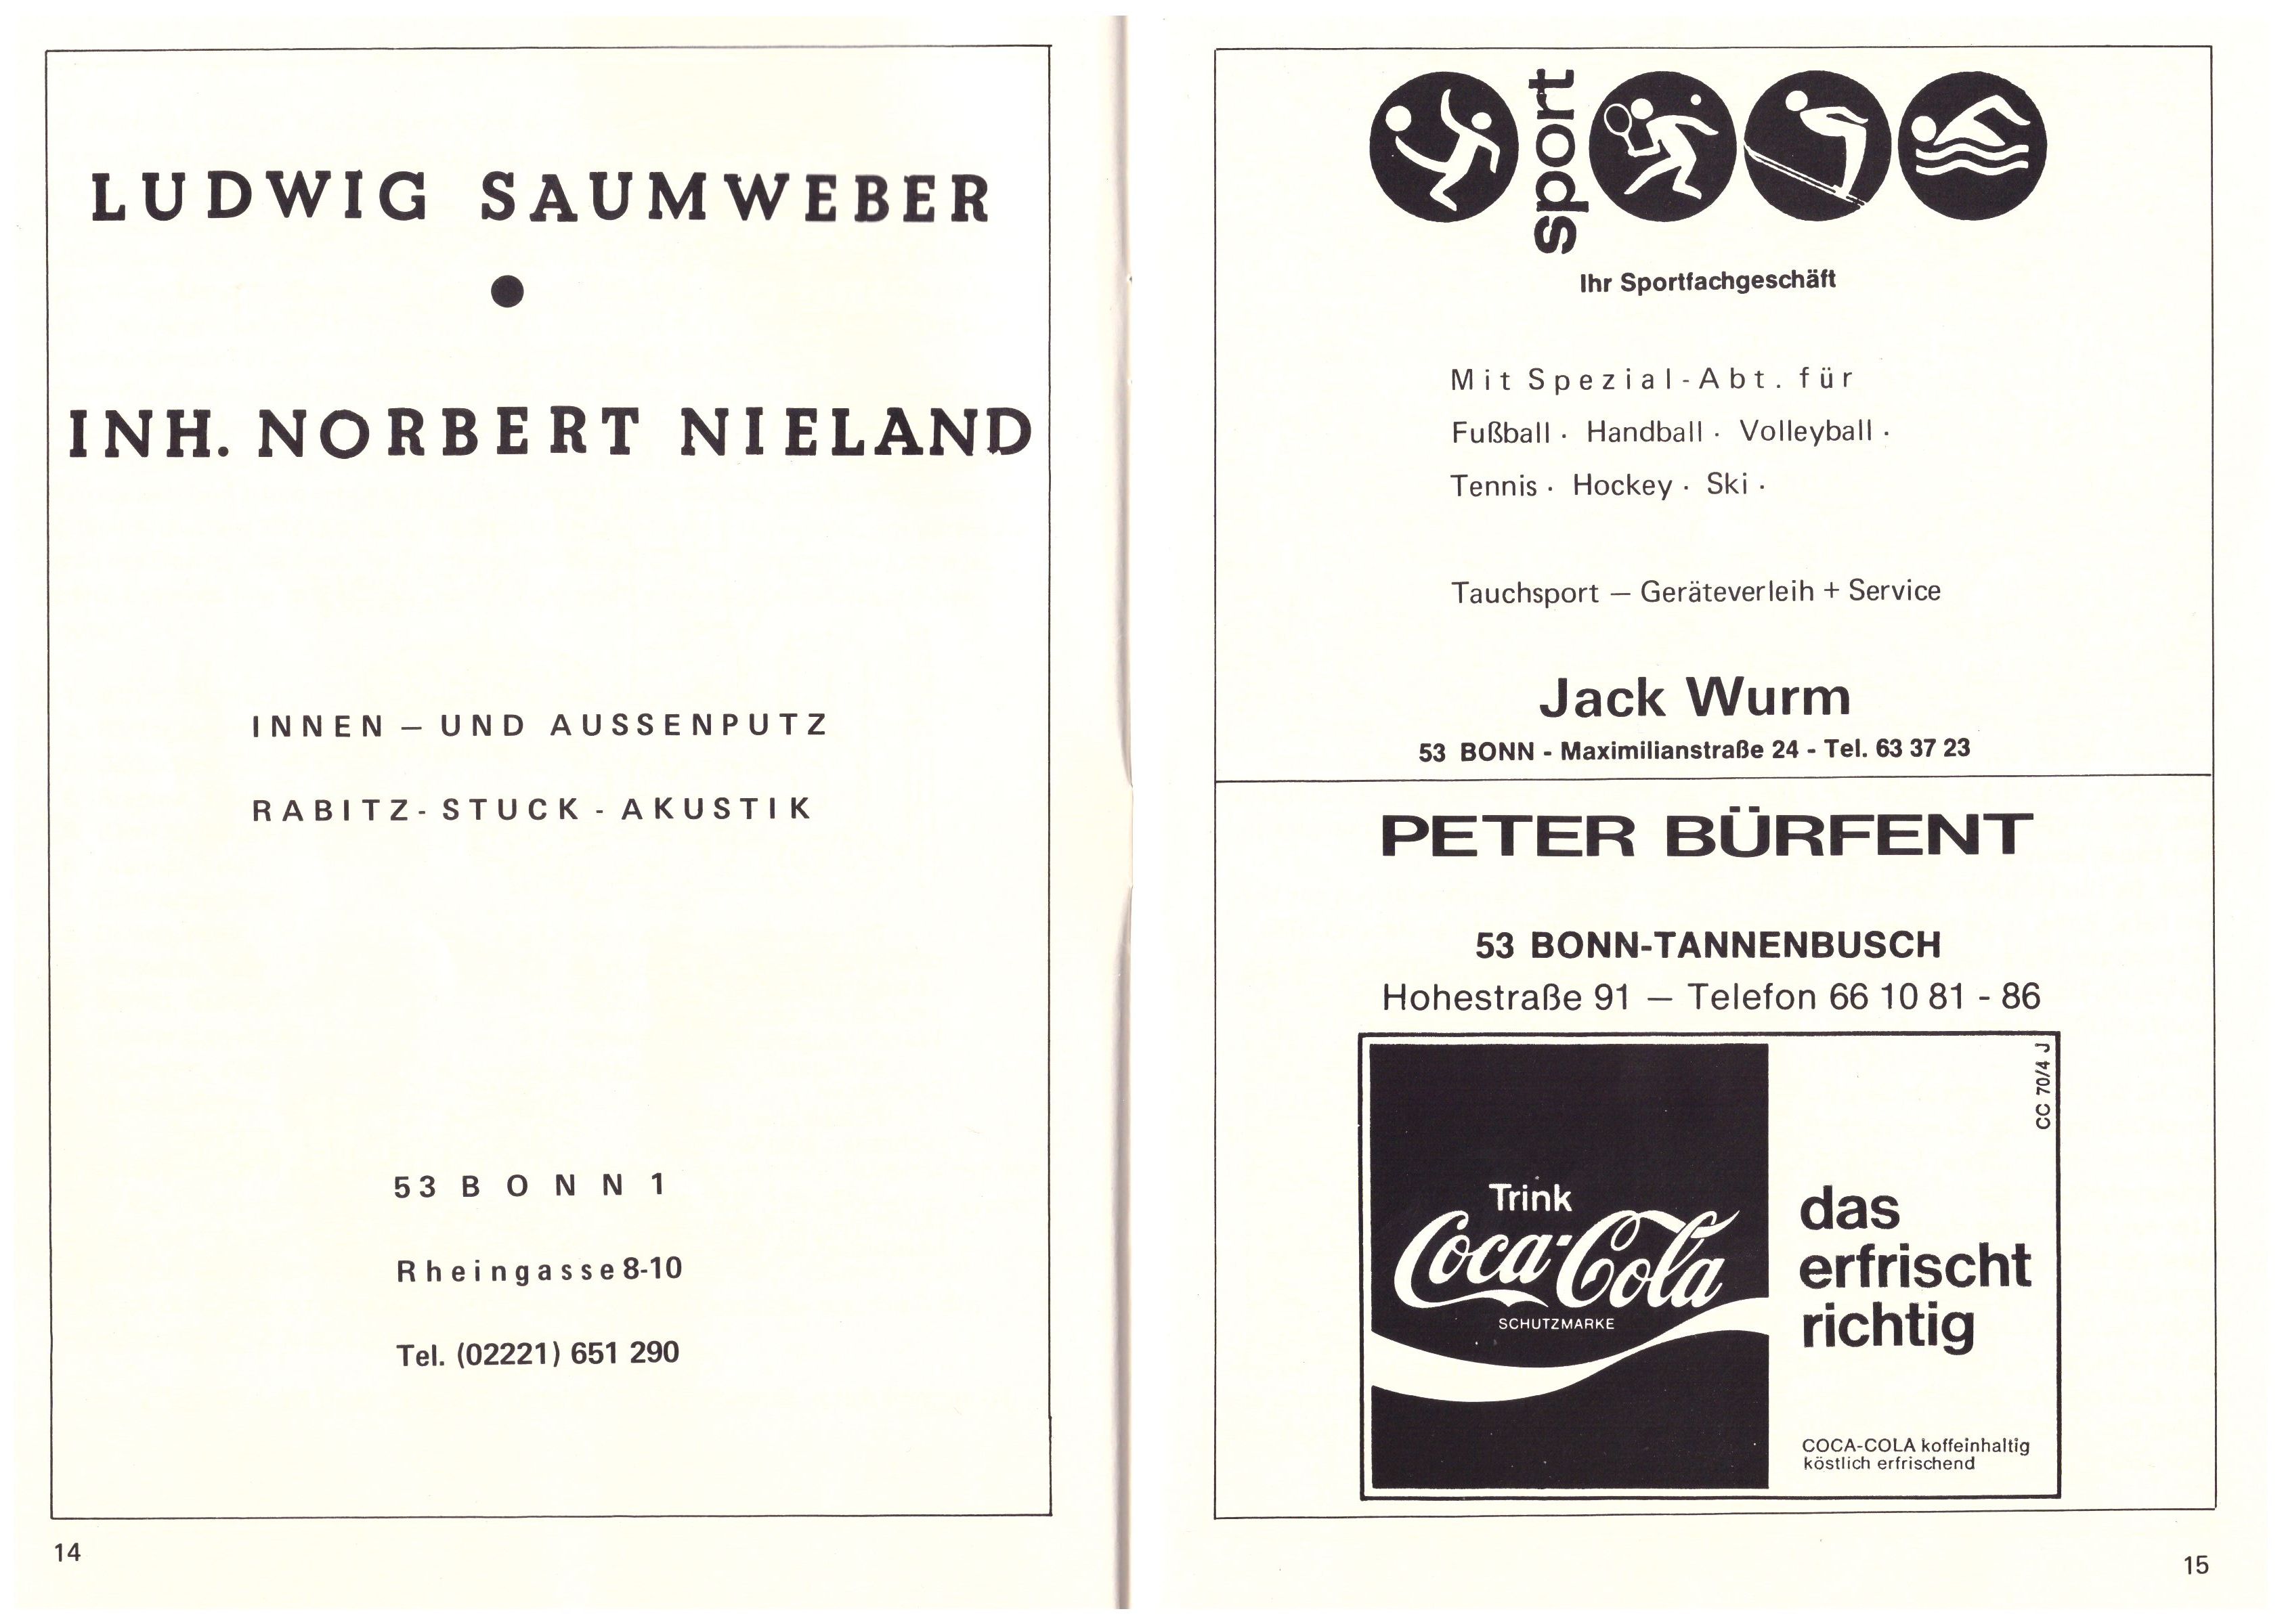 LUDWIG SAUMWEBER
INH. NORBERT NIELAND
INNEN – UND AUSSENPUTZ
RABITZ - STUCK - AKUSTIK
53 BONN 1
Rheingasse 8-10
Tel. (02221) 651 290
14
sport
Ihr Sportfachgeschäft
Mit Spezial-Abt. für
Fußball · Handball · Volleyball ·
Tennis · Hockey · Ski ·
Tauchsport – Geräteverleih + Service
Jack Wurm
53 BONN - Maximilianstraße 24 - Tel. 63 37 23
PETER BÜRFENT
53 BONN-TANNENBUSCH
Hohestraße 91 – Telefon 66 10 81 - 86
CC 70/4 J
Trink
Coca-Cola
SCHUTZMARKE
das
erfrischt
richtig
COCA-COLA koffeinhaltig
köstlich erfrischend
15